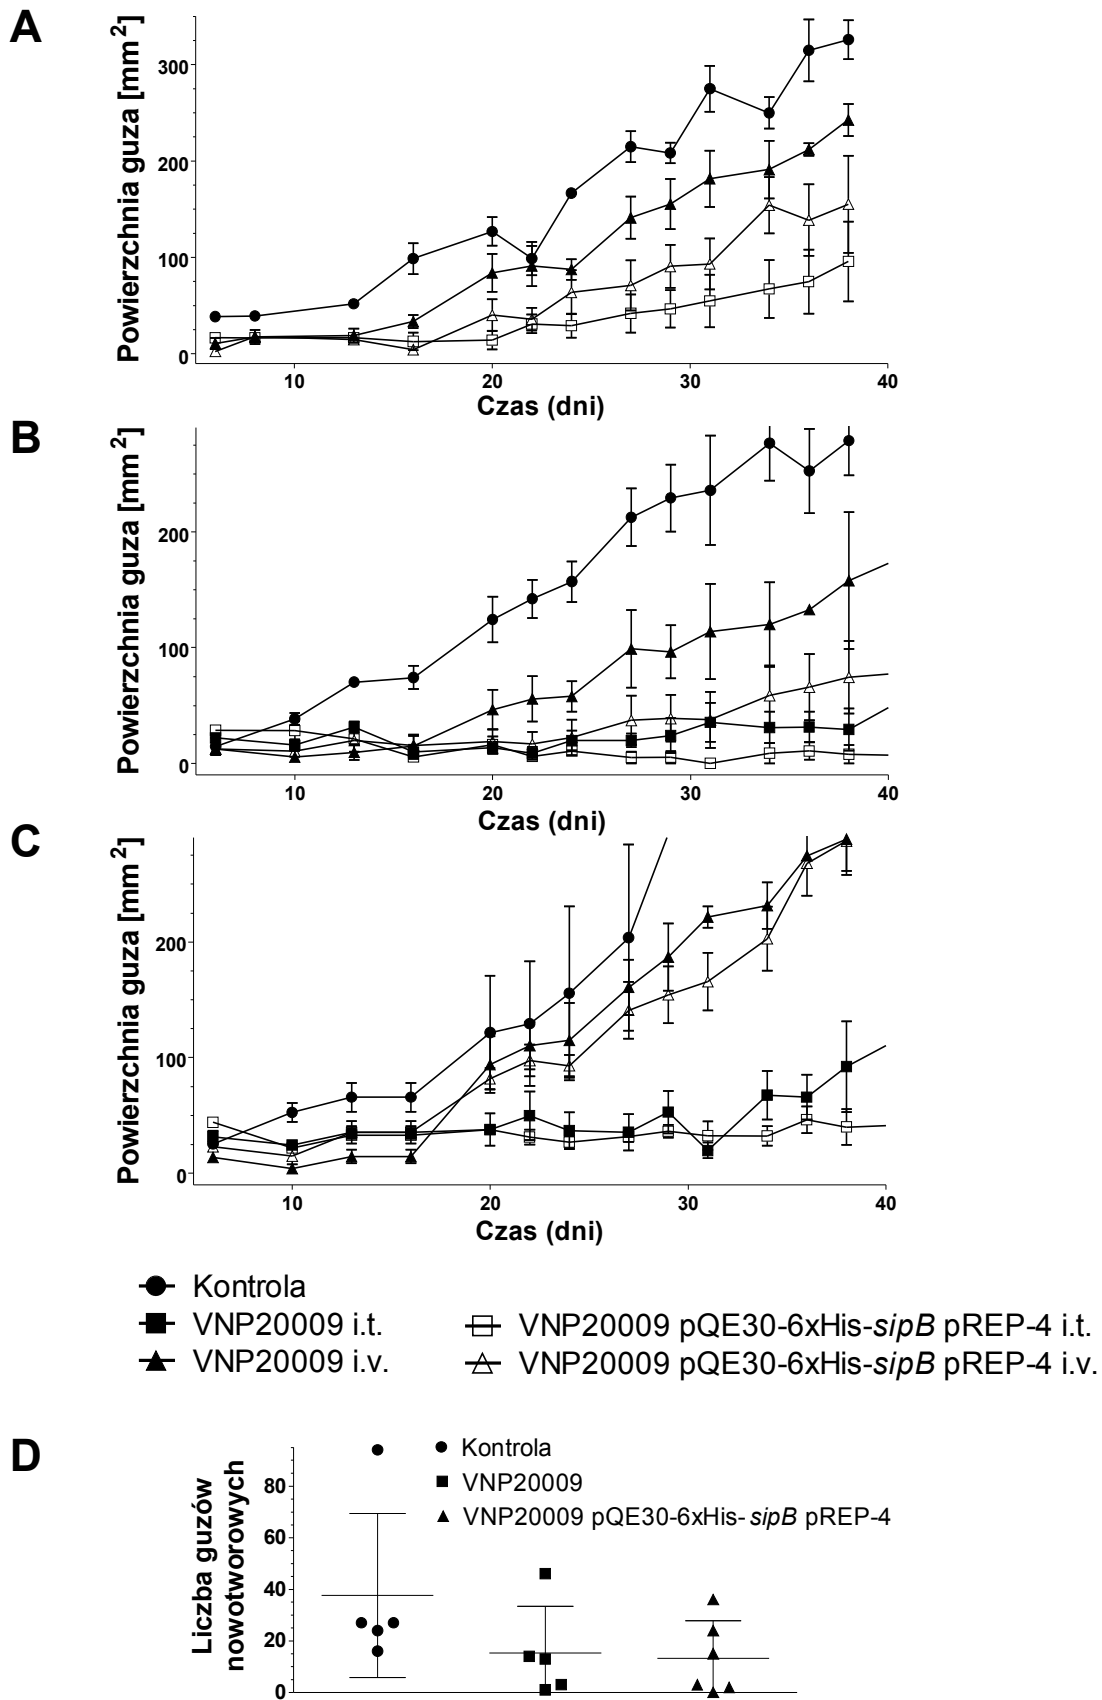 A
Powierzchnia guza [mm2]
300
200
100
0
10 20 30 40
Czas (dni)
B
Powierzchnia guza [mm2]
200
100
0
10 20 30 40
Czas (dni)
C
Powierzchnia guza [mm2]
200
100
0
10 20 30 40
Czas (dni)
Kontrola
VNP20009 i.t.
VNP20009 i.v.
VNP20009 pQE30-6xHis-sipB pREP-4 i.t.
VNP20009 pQE30-6xHis-sipB pREP-4 i.v.
D
Liczba guzów
nowotworowych
80
60
40
20
0
Kontrola
VNP20009
VNP20009 pQE30-6xHis-sipB pREP-4